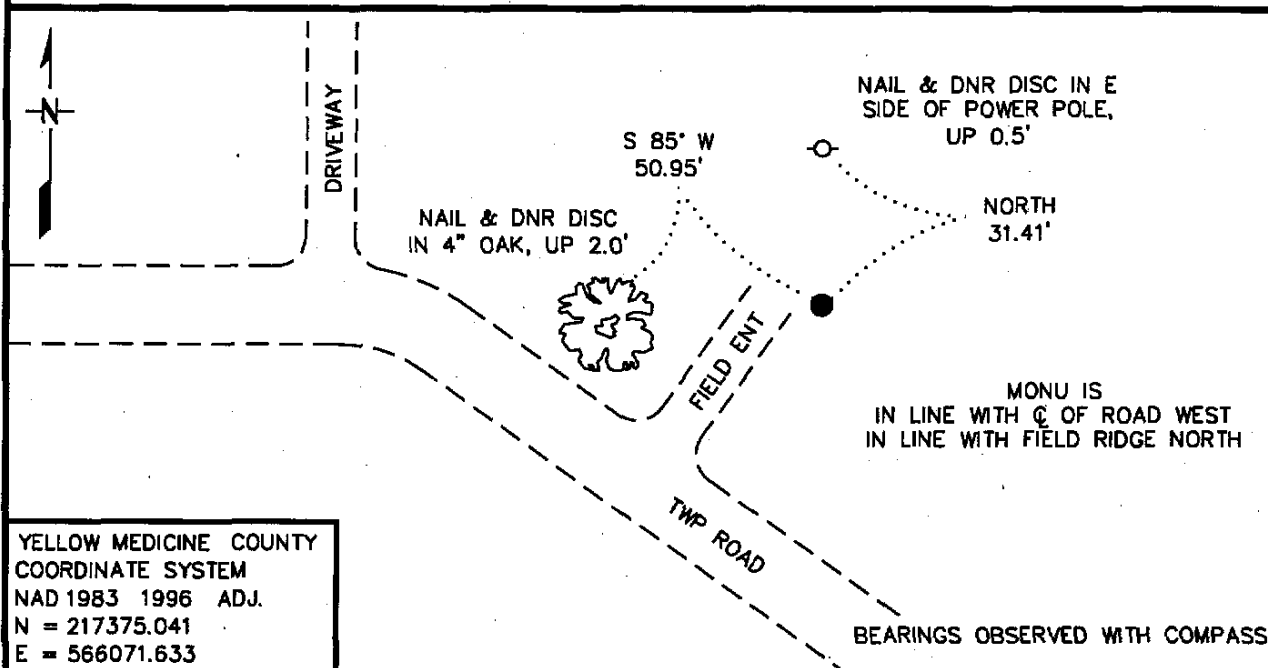 N
DRIVEWAY
NAIL & DNR DISC IN E
SIDE OF POWER POLE,
UP 0.5'
S 85° W
50.95'
NORTH
31.41'
NAIL & DNR DISC
IN 4" OAK, UP 2.0'
FIELD ENT
MONU IS
IN LINE WITH ℄ OF ROAD WEST
IN LINE WITH FIELD RIDGE NORTH
TWP ROAD
YELLOW MEDICINE COUNTY
COORDINATE SYSTEM
NAD 1983 1996 ADJ.
N = 217375.041
E = 566071.633
BEARINGS OBSERVED WITH COMPASS